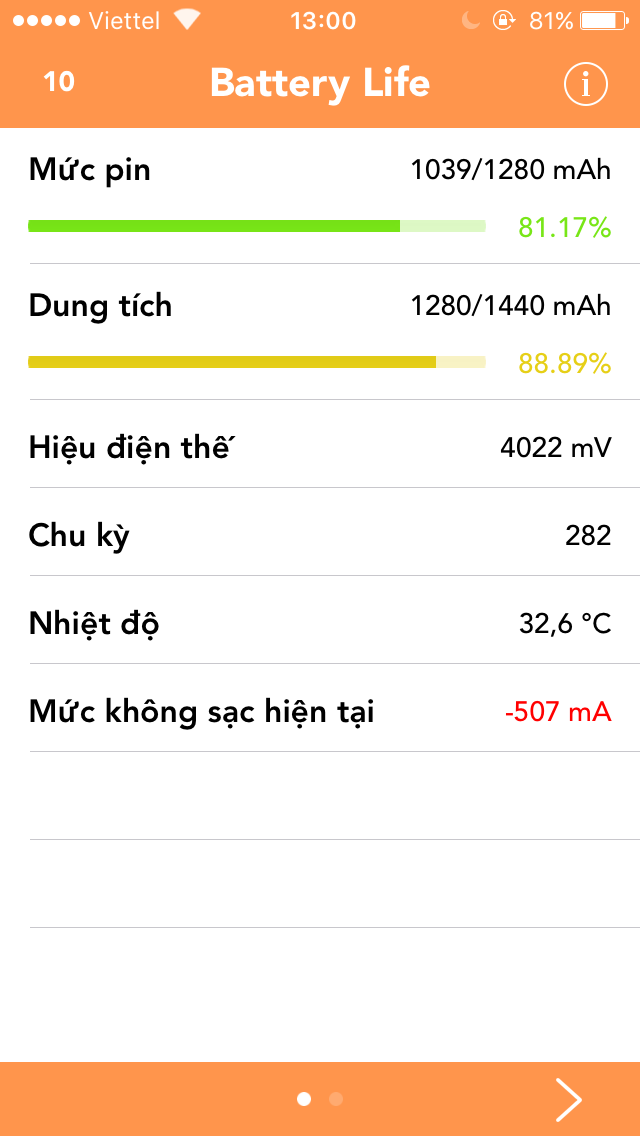 Viettel 13:00 81%
10 Battery Life i
Mức pin 1039/1280 mAh
81.17%
Dung tích 1280/1440 mAh
88.89%
Hiệu điện thế 4022 mV
Chu kỳ 282
Nhiệt độ 32,6 °C
Mức không sạc hiện tại -507 mA